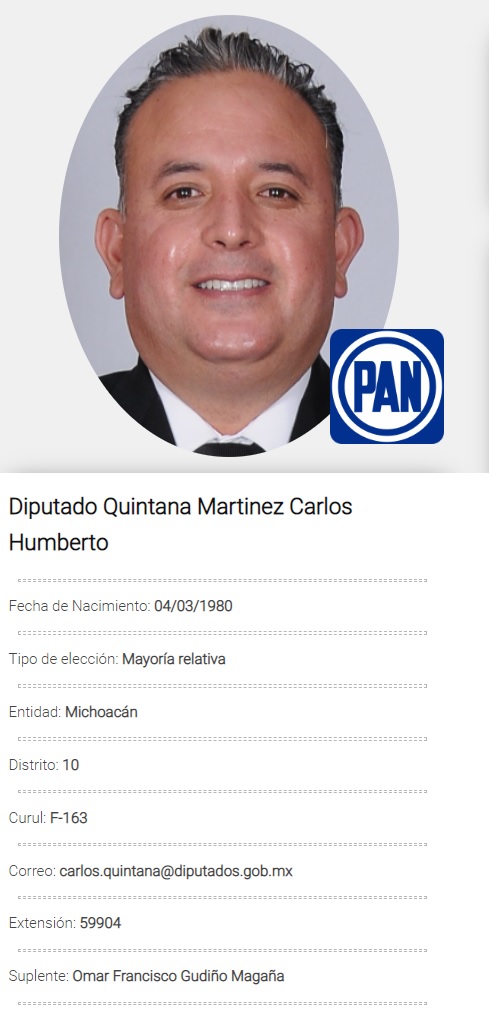 PAN
Diputado Quintana Martinez Carlos
Humberto
Fecha de Nacimiento: 04/03/1980
Tipo de elección: Mayoría relativa
Entidad: Michoacán
Distrito: 10
Curul: F-163
Correo: carlos.quintana@diputados.gob.mx
Extensión: 59904
Suplente: Omar Francisco Gudiño Magaña